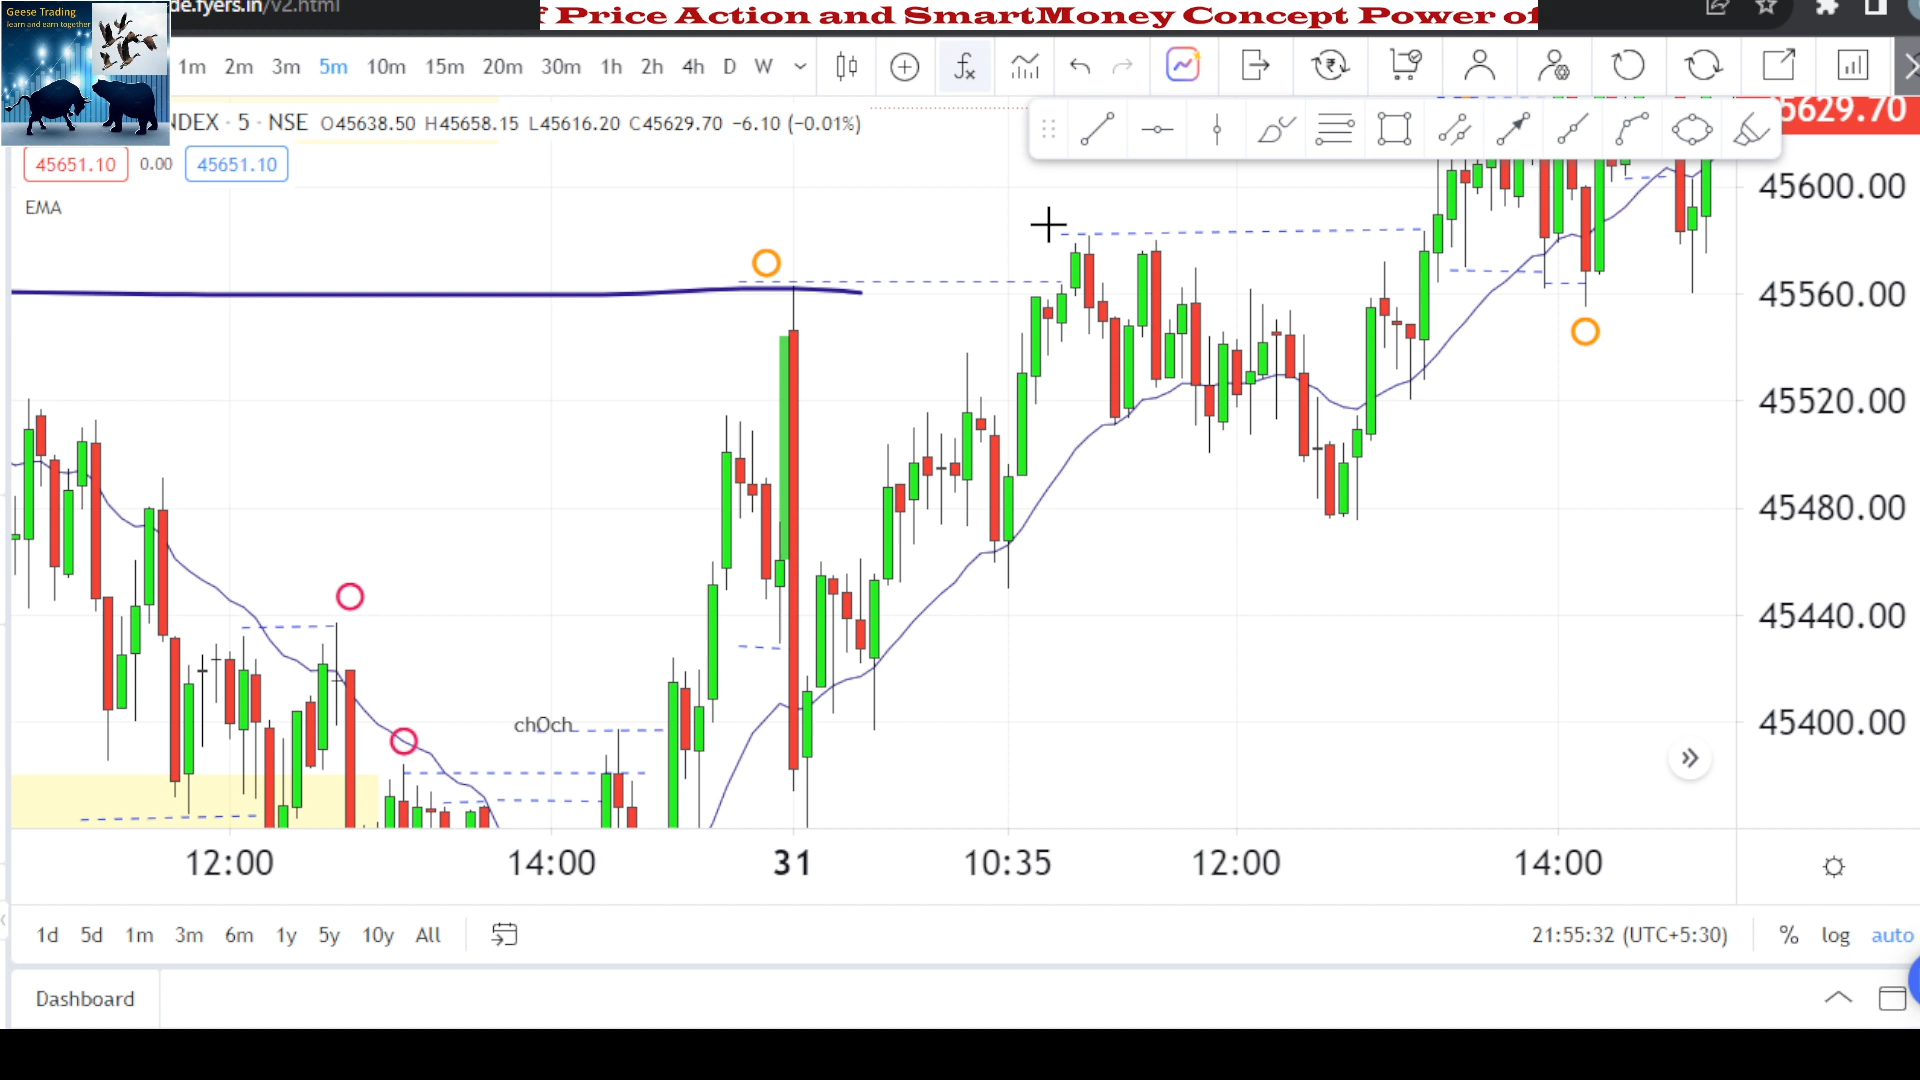 Geese Trading
learn and earn together
de.fyers.in/v2.html
f Price Action and SmartMoney Concept Power of
1m 2m 3m 5m 10m 15m 20m 30m 1h 2h 4h D W
NDEX · 5 · NSE O45638.50 H45658.15 L45616.20 C45629.70 −6.10 (−0.01%)
45651.10 0.00 45651.10
EMA
5629.70
45600.00
45560.00
45520.00
45480.00
45440.00
45400.00
chOch
12:00 14:00 31 10:35 12:00 14:00
1d 5d 1m 3m 6m 1y 5y 10y All
21:55:32 (UTC+5:30) % log auto
Dashboard